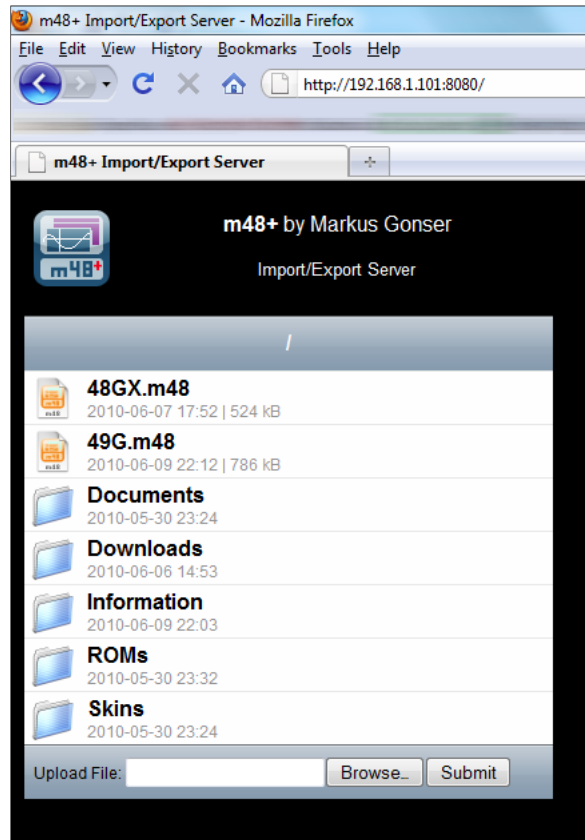 m48+ Import/Export Server - Mozilla Firefox
File Edit View History Bookmarks Tools Help
http://192.168.1.101:8080/
m48+ Import/Export Server
m48+
m48+ by Markus Gonser
Import/Export Server
/
m48
48GX.m48
2010-06-07 17:52 | 524 kB
m48
49G.m48
2010-06-09 22:12 | 786 kB
Documents
2010-05-30 23:24
Downloads
2010-06-06 14:53
Information
2010-06-09 22:03
ROMs
2010-05-30 23:32
Skins
2010-05-30 23:24
Upload File: Browse... Submit